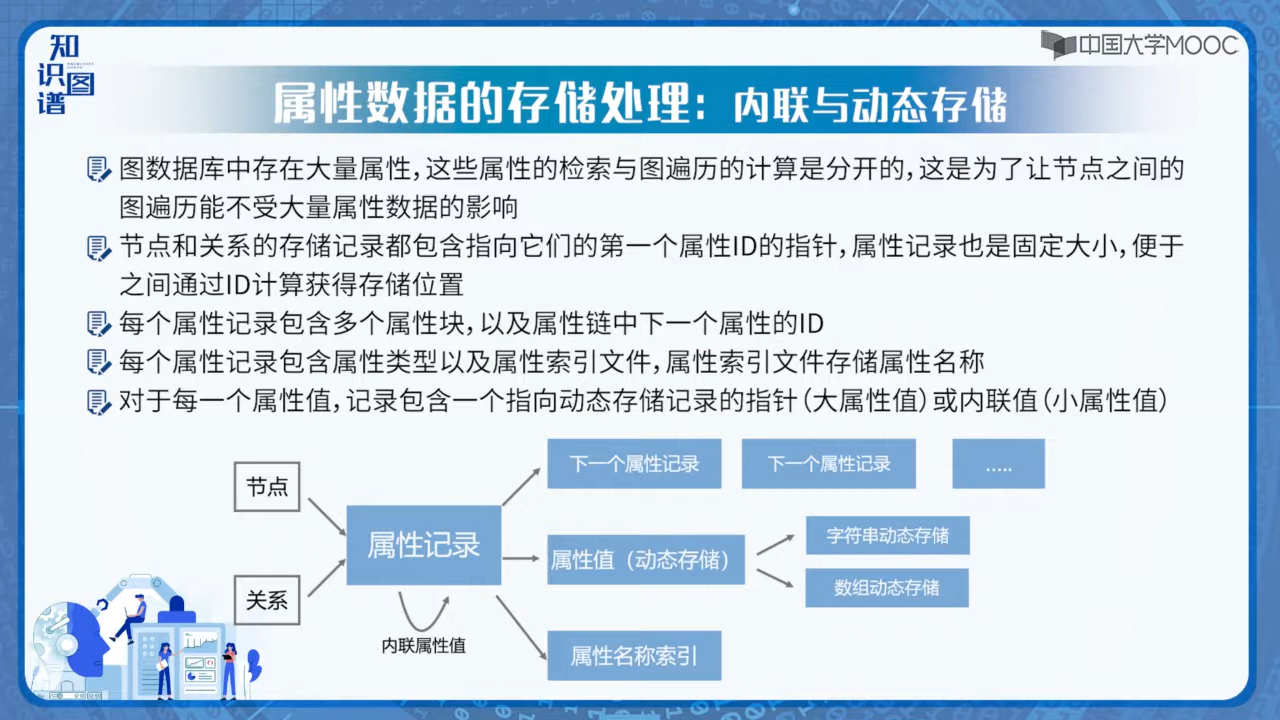 知识图谱
中国大学MOOC
属性数据的存储处理：内联与动态存储
图数据库中存在大量属性，这些属性的检索与图遍历的计算是分开的，这是为了让节点之间的
图遍历能不受大量属性数据的影响
节点和关系的存储记录都包含指向它们的第一个属性ID的指针，属性记录也是固定大小，便于
之间通过ID计算获得存储位置
每个属性记录包含多个属性块，以及属性链中下一个属性的ID
每个属性记录包含属性类型以及属性索引文件，属性索引文件存储属性名称
对于每一个属性值，记录包含一个指向动态存储记录的指针（大属性值）或内联值（小属性值）
下一个属性记录
下一个属性记录
.....
节点
属性记录
属性值（动态存储）
字符串动态存储
数组动态存储
关系
内联属性值
属性名称索引